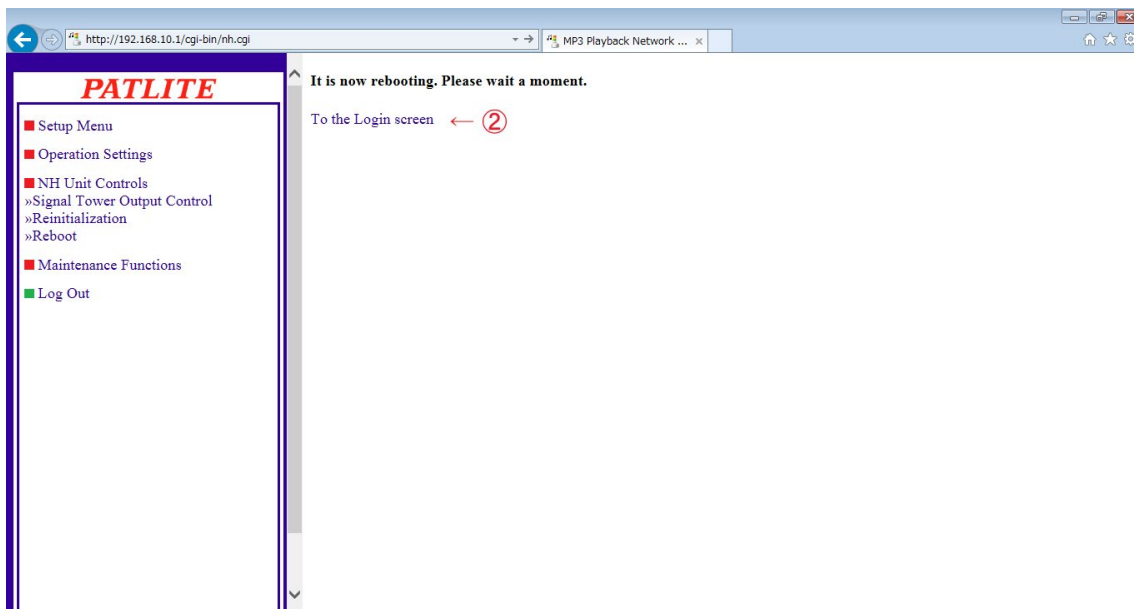 http://192.168.10.1/cgi-bin/nh.cgi
MP3 Playback Network ...
PATLITE
Setup Menu
Operation Settings
NH Unit Controls
»Signal Tower Output Control
»Reinitialization
»Reboot
Maintenance Functions
Log Out
It is now rebooting. Please wait a moment.
To the Login screen ← ②